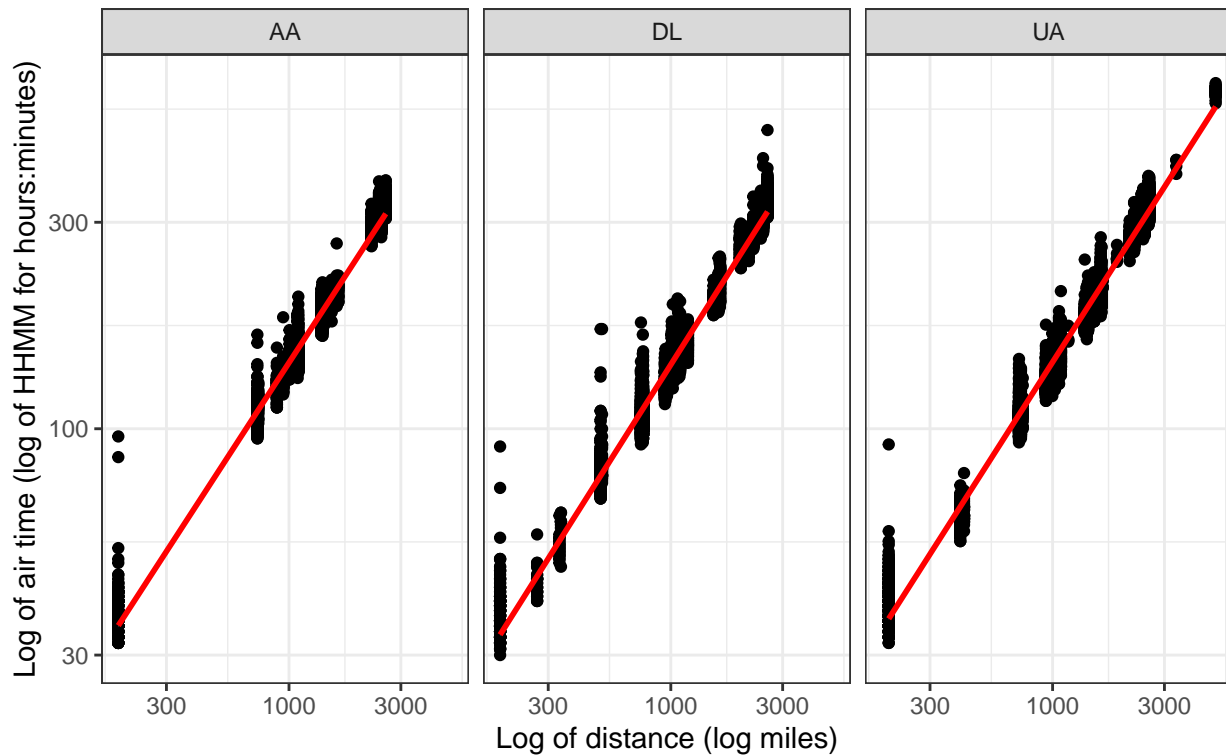 AA DL UA
Log of air time (log of HHMM for hours:minutes)
300
100
30
300 1000 3000 300 1000 3000 300 1000 3000
Log of distance (log miles)